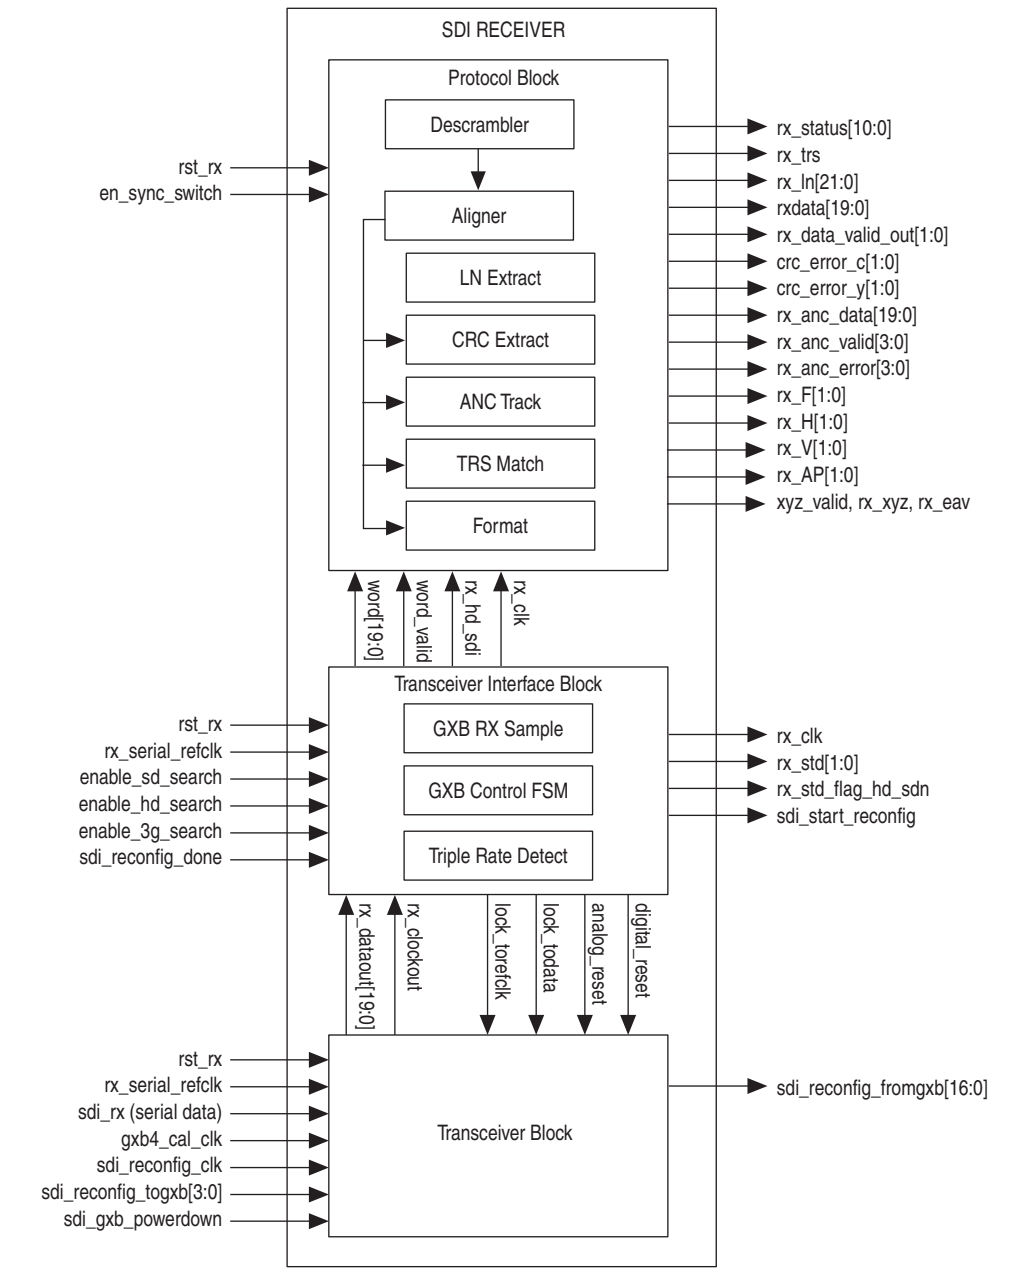 SDI RECEIVER
Protocol Block
Descrambler
Aligner
LN Extract
CRC Extract
ANC Track
TRS Match
Format
rst_rx
en_sync_switch
rx_status[10:0]
rx_trs
rx_ln[21:0]
rxdata[19:0]
rx_data_valid_out[1:0]
crc_error_c[1:0]
crc_error_y[1:0]
rx_anc_data[19:0]
rx_anc_valid[3:0]
rx_anc_error[3:0]
rx_F[1:0]
rx_H[1:0]
rx_V[1:0]
rx_AP[1:0]
xyz_valid, rx_xyz, rx_eav
word[19:0]
word_valid
rx_hd_sdi
rx_clk
Transceiver Interface Block
GXB RX Sample
GXB Control FSM
Triple Rate Detect
rst_rx
rx_serial_refclk
enable_sd_search
enable_hd_search
enable_3g_search
sdi_reconfig_done
rx_clk
rx_std[1:0]
rx_std_flag_hd_sdn
sdi_start_reconfig
rx_dataout[19:0]
rx_clockout
lock_torefclk
lock_todata
analog_reset
digital_reset
Transceiver Block
rst_rx
rx_serial_refclk
sdi_rx (serial data)
gxb4_cal_clk
sdi_reconfig_clk
sdi_reconfig_togxb[3:0]
sdi_gxb_powerdown
sdi_reconfig_fromgxb[16:0]